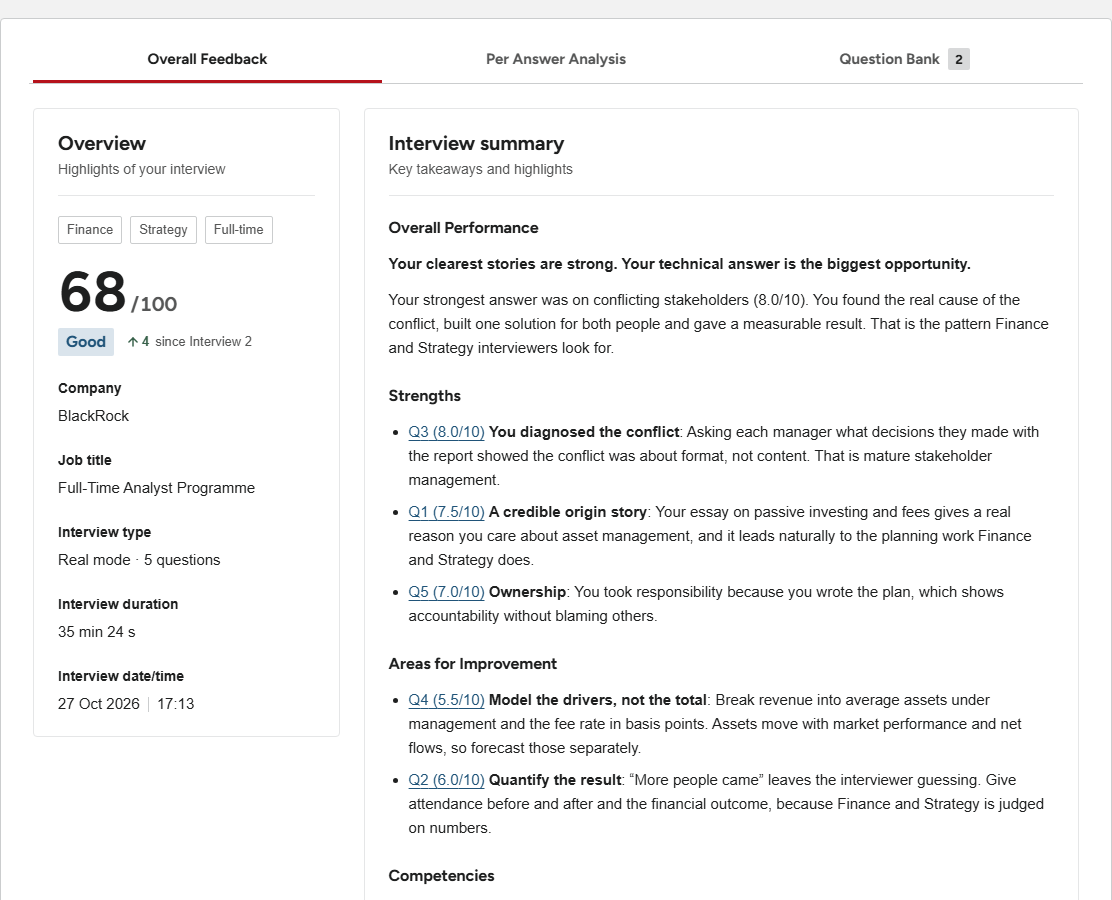 Overall Feedback
Per Answer Analysis
Question Bank 2
Overview
Highlights of your interview
Finance Strategy Full-time
68 /100
Good ↑ 4 since Interview 2
Company
BlackRock
Job title
Full-Time Analyst Programme
Interview type
Real mode · 5 questions
Interview duration
35 min 24 s
Interview date/time
27 Oct 2026 | 17:13
Interview summary
Key takeaways and highlights
Overall Performance
Your clearest stories are strong. Your technical answer is the biggest opportunity.
Your strongest answer was on conflicting stakeholders (8.0/10). You found the real cause of the
conflict, built one solution for both people and gave a measurable result. That is the pattern Finance
and Strategy interviewers look for.
Strengths
• Q3 (8.0/10) You diagnosed the conflict: Asking each manager what decisions they made with
the report showed the conflict was about format, not content. That is mature stakeholder
management.
• Q1 (7.5/10) A credible origin story: Your essay on passive investing and fees gives a real
reason you care about asset management, and it leads naturally to the planning work Finance
and Strategy does.
• Q5 (7.0/10) Ownership: You took responsibility because you wrote the plan, which shows
accountability without blaming others.
Areas for Improvement
• Q4 (5.5/10) Model the drivers, not the total: Break revenue into average assets under
management and the fee rate in basis points. Assets move with market performance and net
flows, so forecast those separately.
• Q2 (6.0/10) Quantify the result: “More people came” leaves the interviewer guessing. Give
attendance before and after and the financial outcome, because Finance and Strategy is judged
on numbers.
Competencies